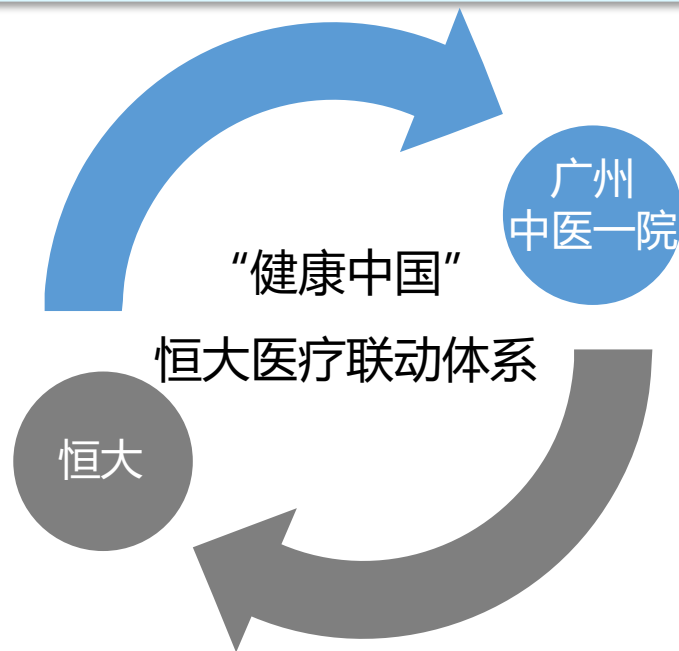 广州
中医一院
“健康中国”
恒大医疗联动体系
恒大